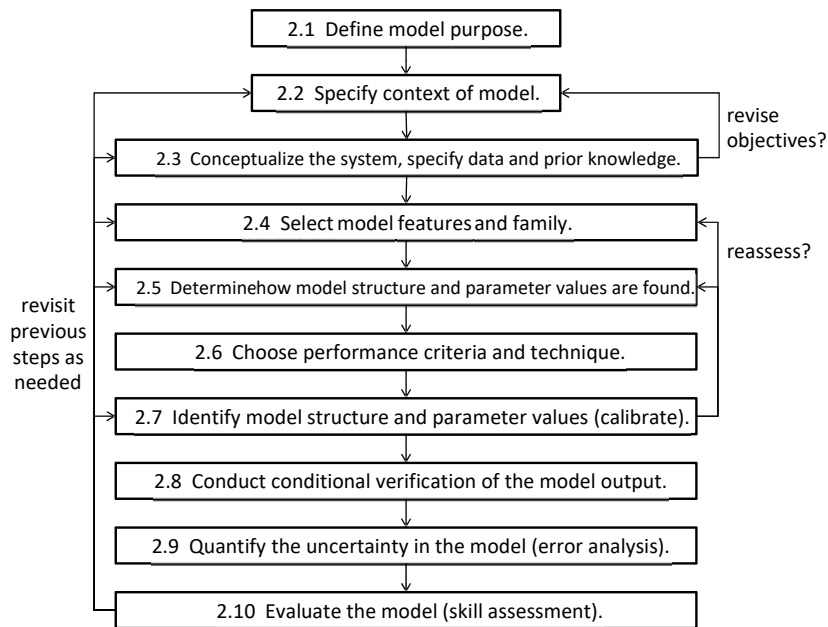 2.1 Define model purpose.
2.2 Specify context of model.
revise
objectives?
2.3 Conceptualize the system, specify data and prior knowledge.
2.4 Select model features and family.
reassess?
2.5 Determinehow model structure and parameter values are found.
revisit
previous
steps as
needed
2.6 Choose performance criteria and technique.
2.7 Identify model structure and parameter values (calibrate).
2.8 Conduct conditional verification of the model output.
2.9 Quantify the uncertainty in the model (error analysis).
2.10 Evaluate the model (skill assessment).